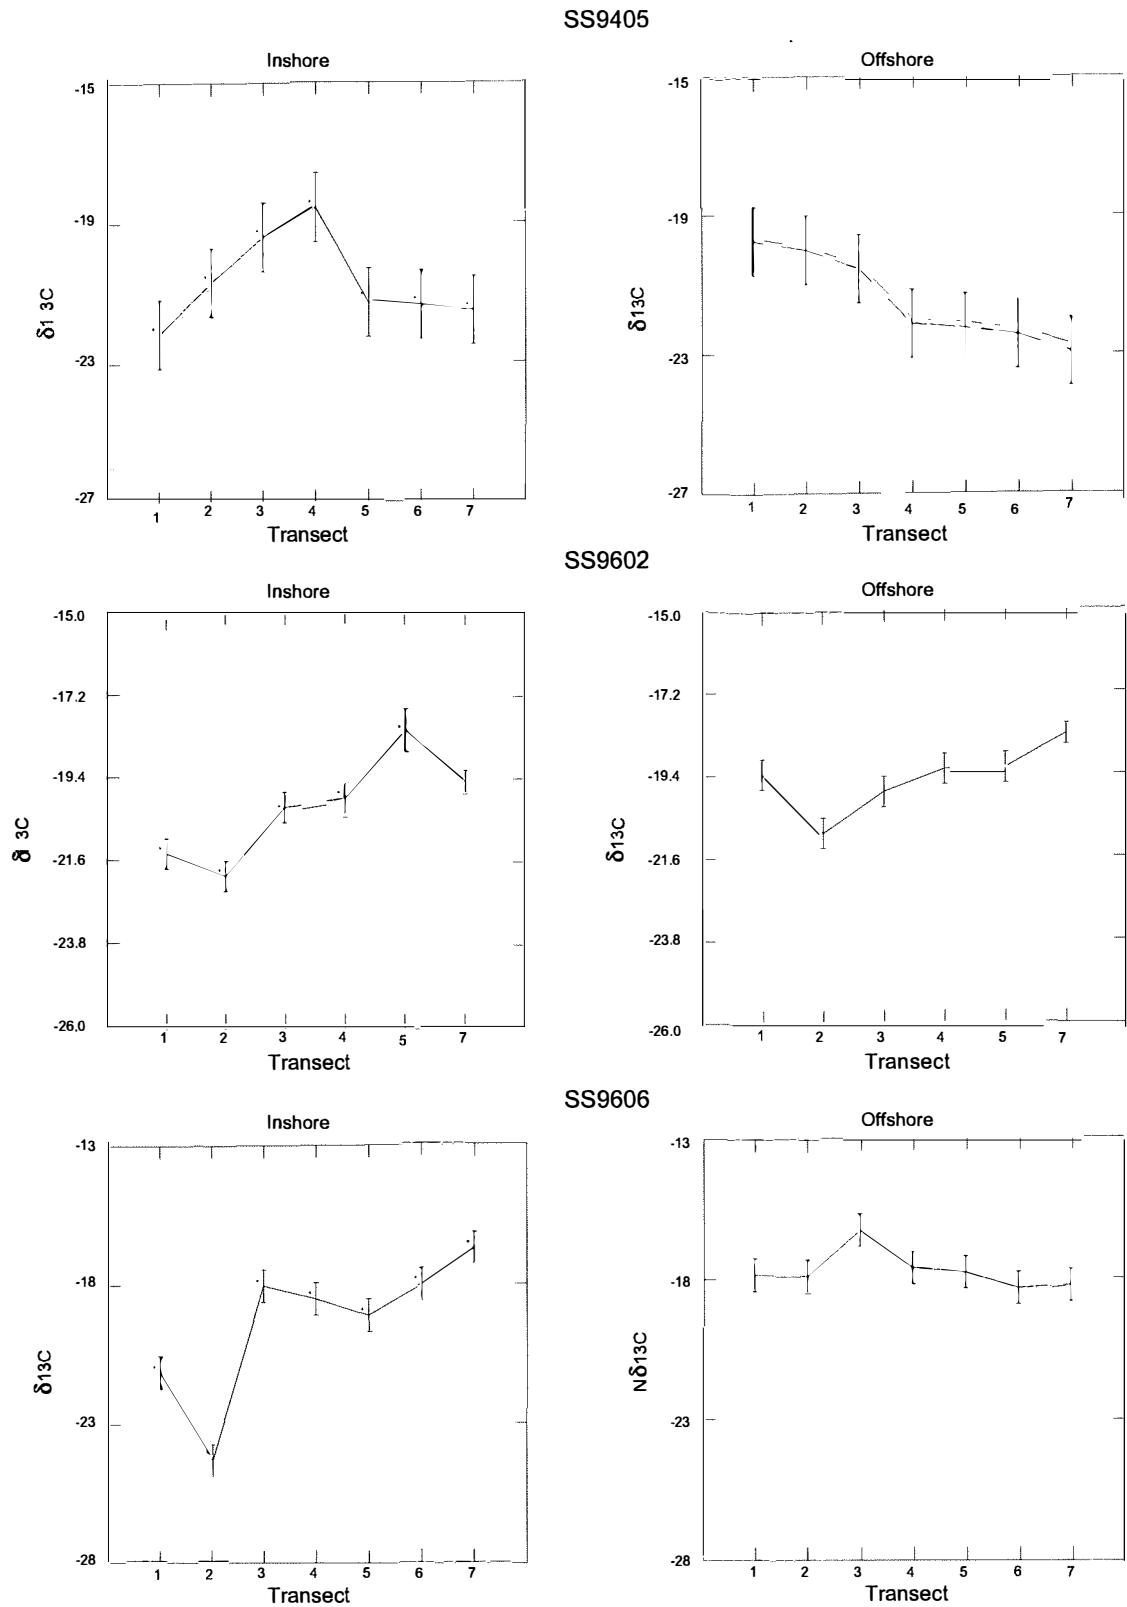 SS9405
Inshore
Offshore
-15
-19
-23
-27
δ1 3C
1 2 3 4 5 6 7
Transect
-15
-19
-23
-27
δ13C
1 2 3 4 5 6 7
Transect
SS9602
Inshore
Offshore
-15.0
-17.2
-19.4
-21.6
-23.8
-26.0
3C
1 2 3 4 5 7
Transect
-15.0
-17.2
-19.4
-21.6
-23.8
-26.0
δ13C
1 2 3 4 5 7
Transect
SS9606
Inshore
Offshore
-13
-18
-23
-28
δ13C
1 2 3 4 5 6 7
Transect
-13
-18
-23
-28
Nδ13C
1 2 3 4 5 6 7
Transect